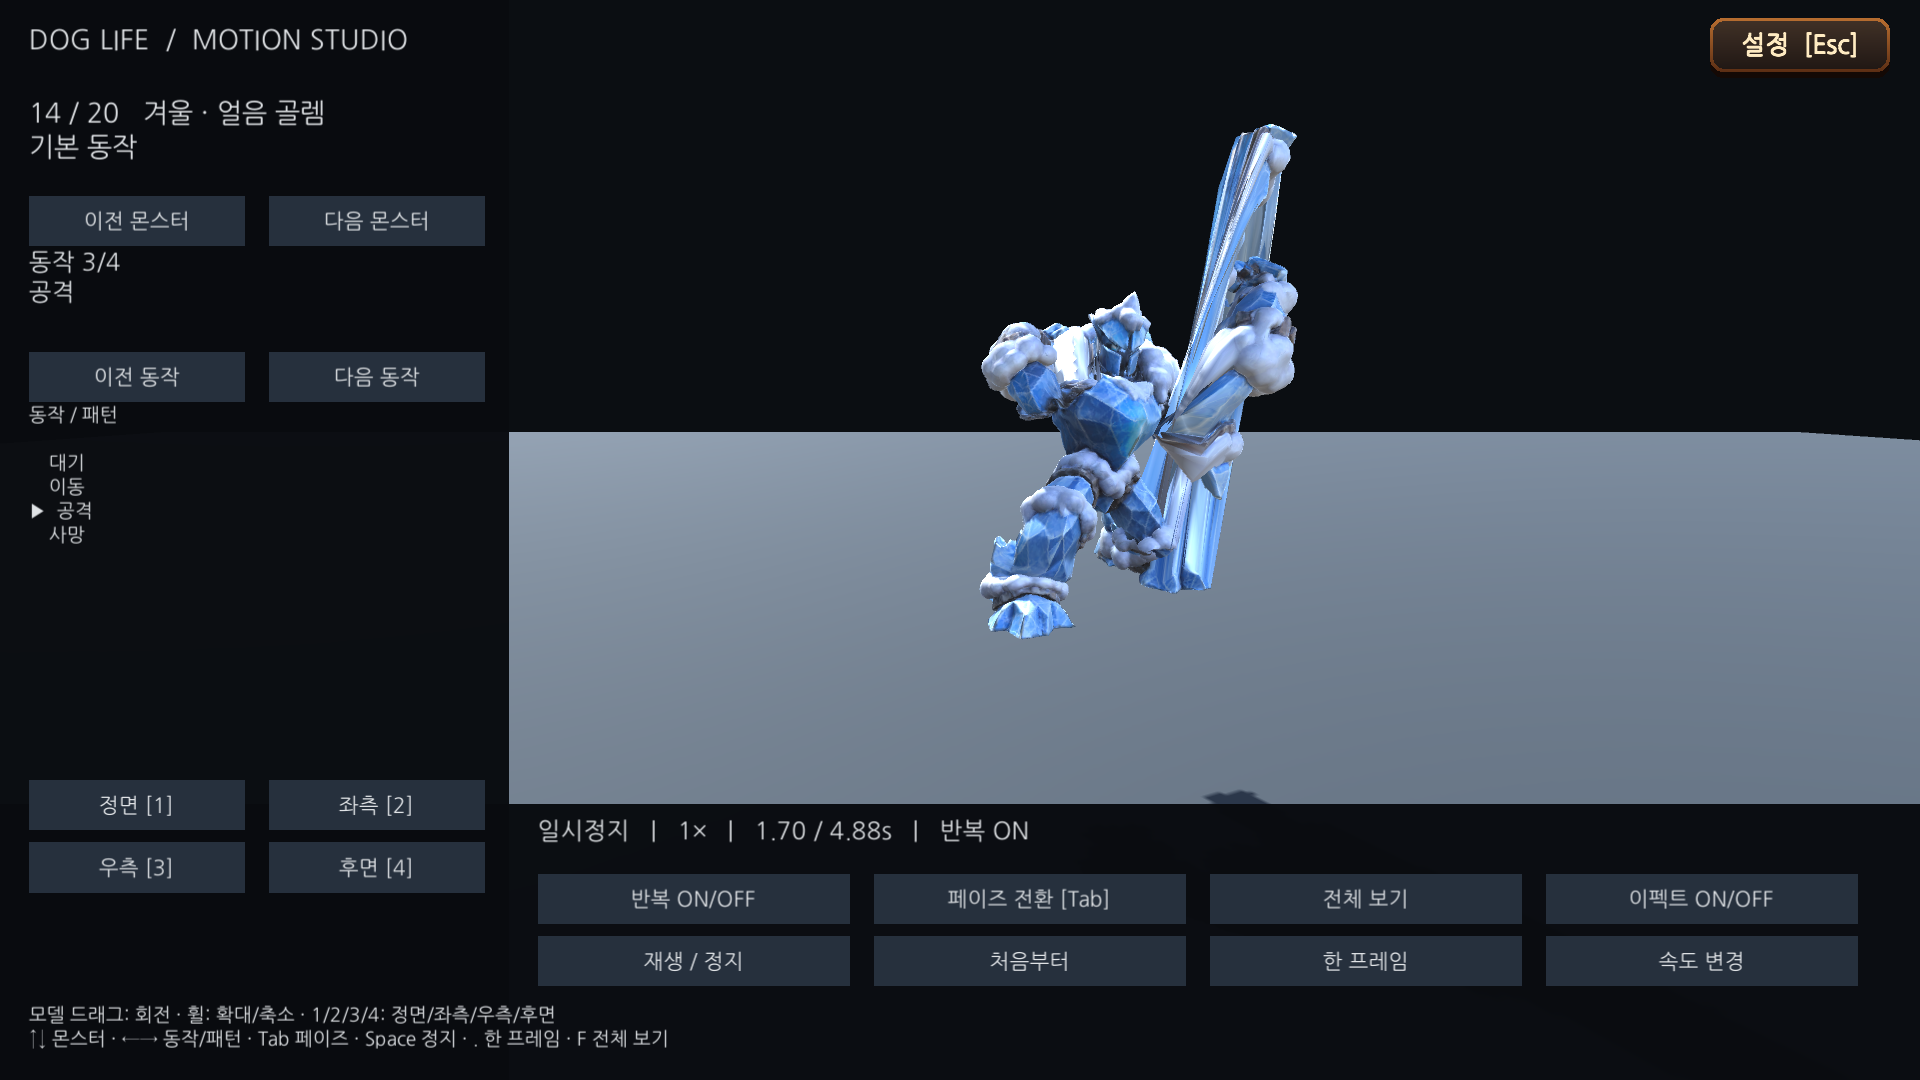 DOG LIFE / MOTION STUDIO
설정 [Esc]
14 / 20 겨울 · 얼음 골렘
기본 동작
이전 몬스터
다음 몬스터
동작 3/4
공격
이전 동작
다음 동작
동작 / 패턴
대기
이동
▶ 공격
사망
정면 [1]
좌측 [2]
우측 [3]
후면 [4]
일시정지 | 1× | 1.70 / 4.88s | 반복 ON
반복 ON/OFF
페이즈 전환 [Tab]
전체 보기
이펙트 ON/OFF
재생 / 정지
처음부터
한 프레임
속도 변경
모델 드래그: 회전 · 휠: 확대/축소 · 1/2/3/4: 정면/좌측/우측/후면
↑↓ 몬스터 · ←→ 동작/패턴 · Tab 페이즈 · Space 정지 · . 한 프레임 · F 전체 보기